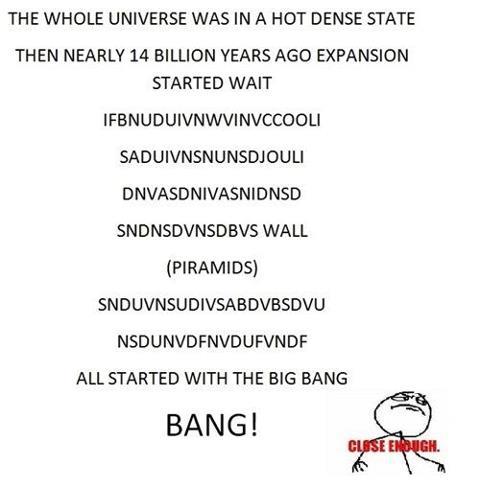 THE WHOLE UNIVERSE WAS IN A HOT DENSE STATE
THEN NEARLY 14 BILLION YEARS AGO EXPANSION
STARTED WAIT
IFBNUDUIVNWVINVCCOOLI
SADUIVNSNUNSDJOULI
DNVASDNIVASNIDNSD
SNDNSDVNSDBVS WALL
(PIRAMIDS)
SNDUVNSUDIVSABDVBSDVU
NSDUNVDFNVDUFVNDF
ALL STARTED WITH THE BIG BANG
BANG!
CLOSE ENOUGH.